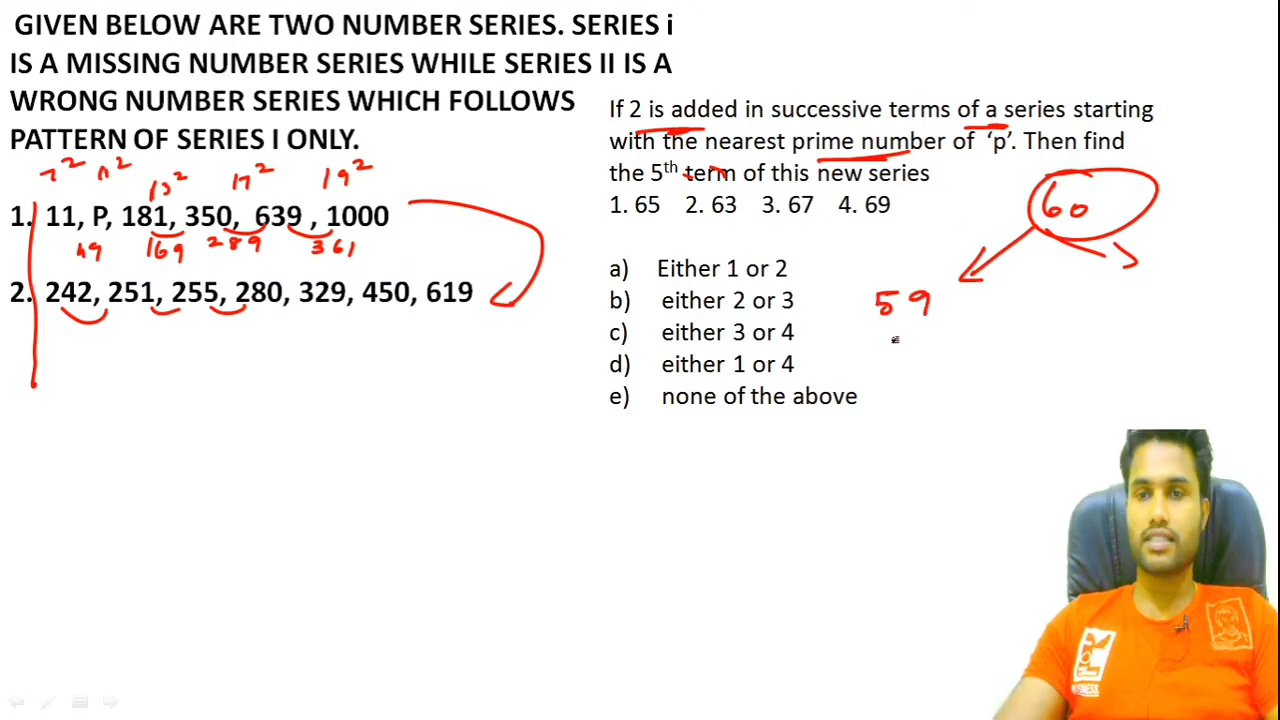 GIVEN BELOW ARE TWO NUMBER SERIES. SERIES i
IS A MISSING NUMBER SERIES WHILE SERIES II IS A
WRONG NUMBER SERIES WHICH FOLLOWS
PATTERN OF SERIES I ONLY.
7² 11² 13² 17² 19²
1. 11, P, 181, 350, 639 , 1000
49 169 289 361
2. 242, 251, 255, 280, 329, 450, 619
If 2 is added in successive terms of a series starting
with the nearest prime number of ‘p’. Then find
the 5th term of this new series
1. 65 2. 63 3. 67 4. 69
60
a) Either 1 or 2
b) either 2 or 3
59
c) either 3 or 4
d) either 1 or 4
e) none of the above